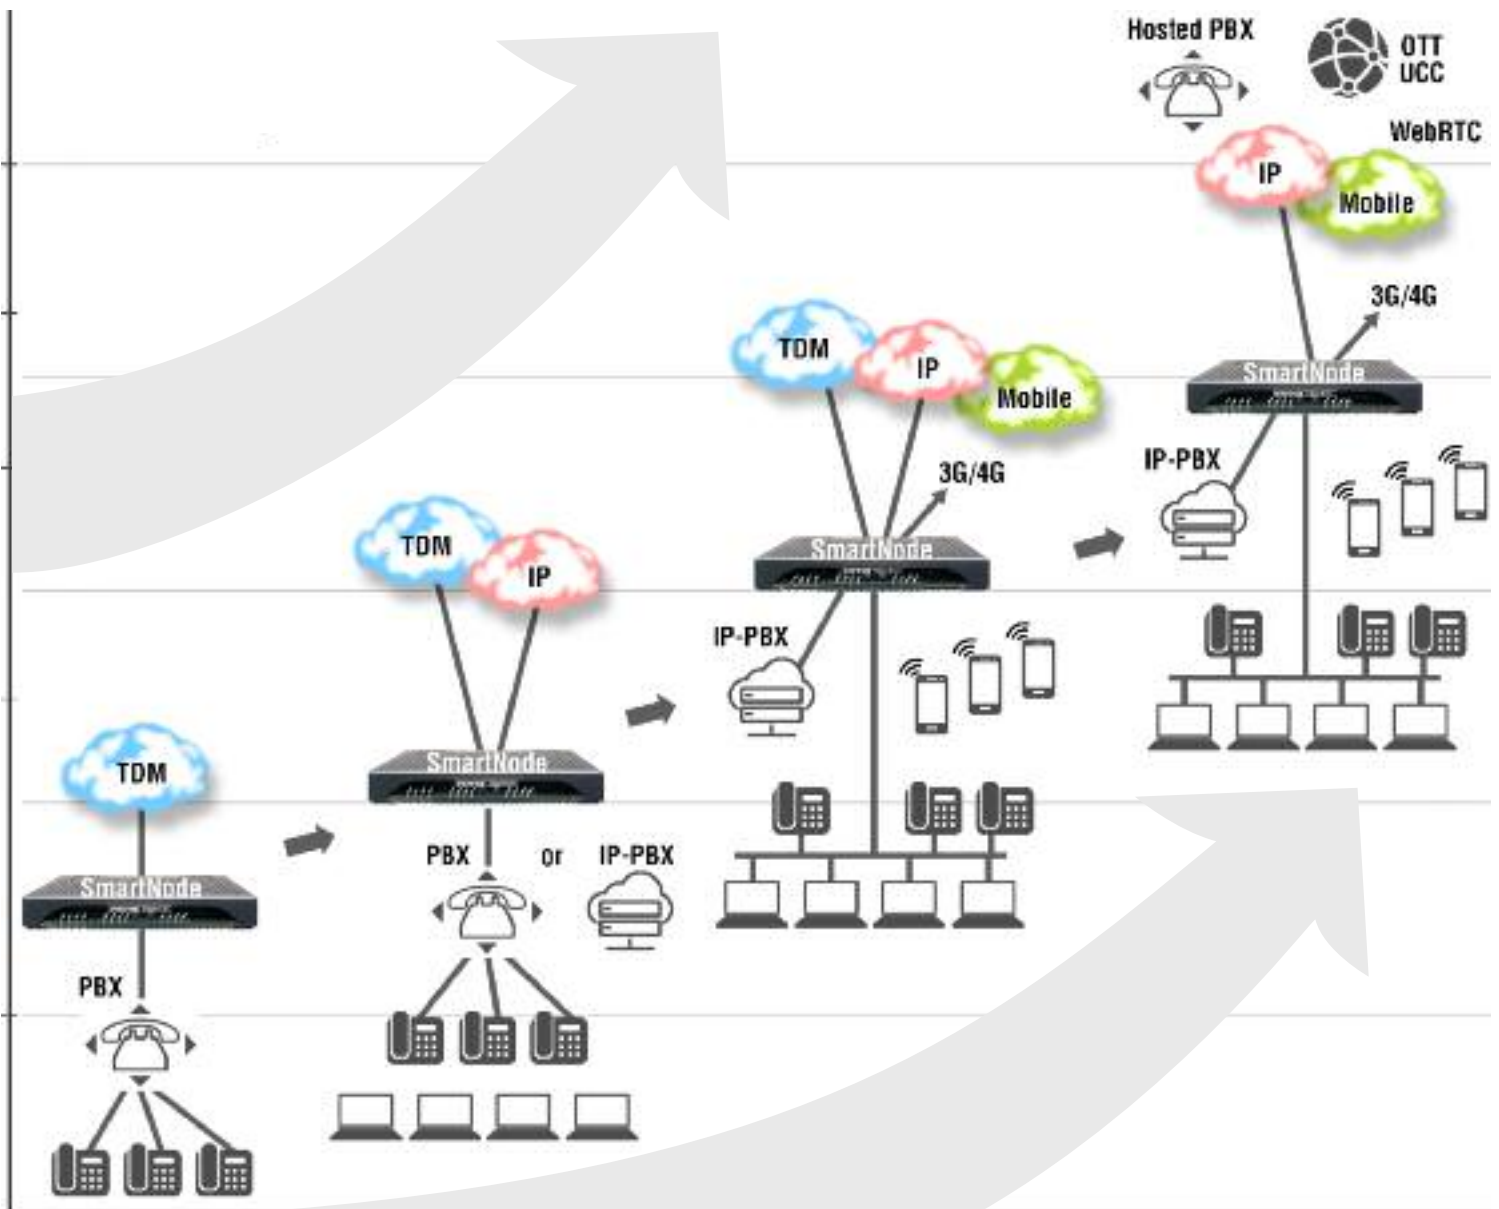 Hosted PBX
OTT
UCC
WebRTC
IP
Mobile
3G/4G
SmartNode
IP-PBX
TDM
IP
Mobile
3G/4G
SmartNode
IP-PBX
TDM
IP
SmartNode
PBX or IP-PBX
TDM
SmartNode
PBX